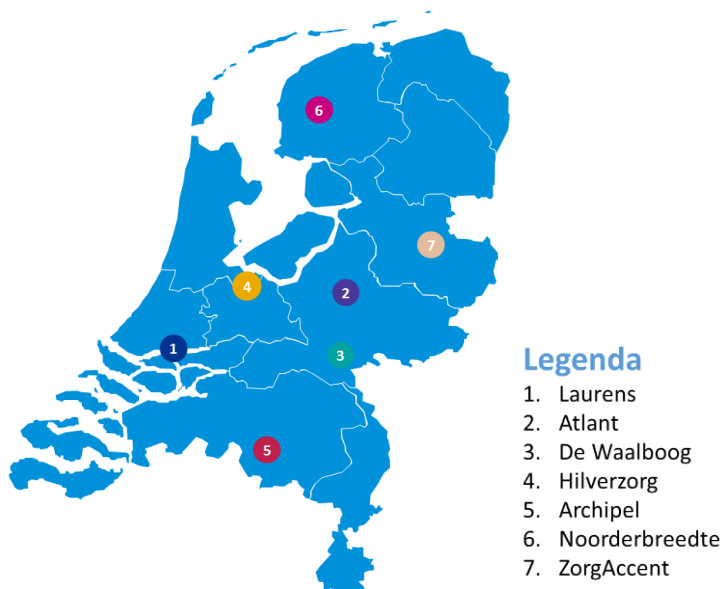 6
7
4
2
1
3
5
Legenda
1. Laurens
2. Atlant
3. De Waalboog
4. Hilverzorg
5. Archipel
6. Noorderbreedte
7. ZorgAccent